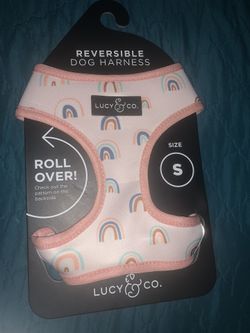 REVERSIBLE
DOG HARNESS
LUCY & CO.
ROLL
OVER!
Check out the
pattern on the
backside
SIZE
S
LUCY & CO.